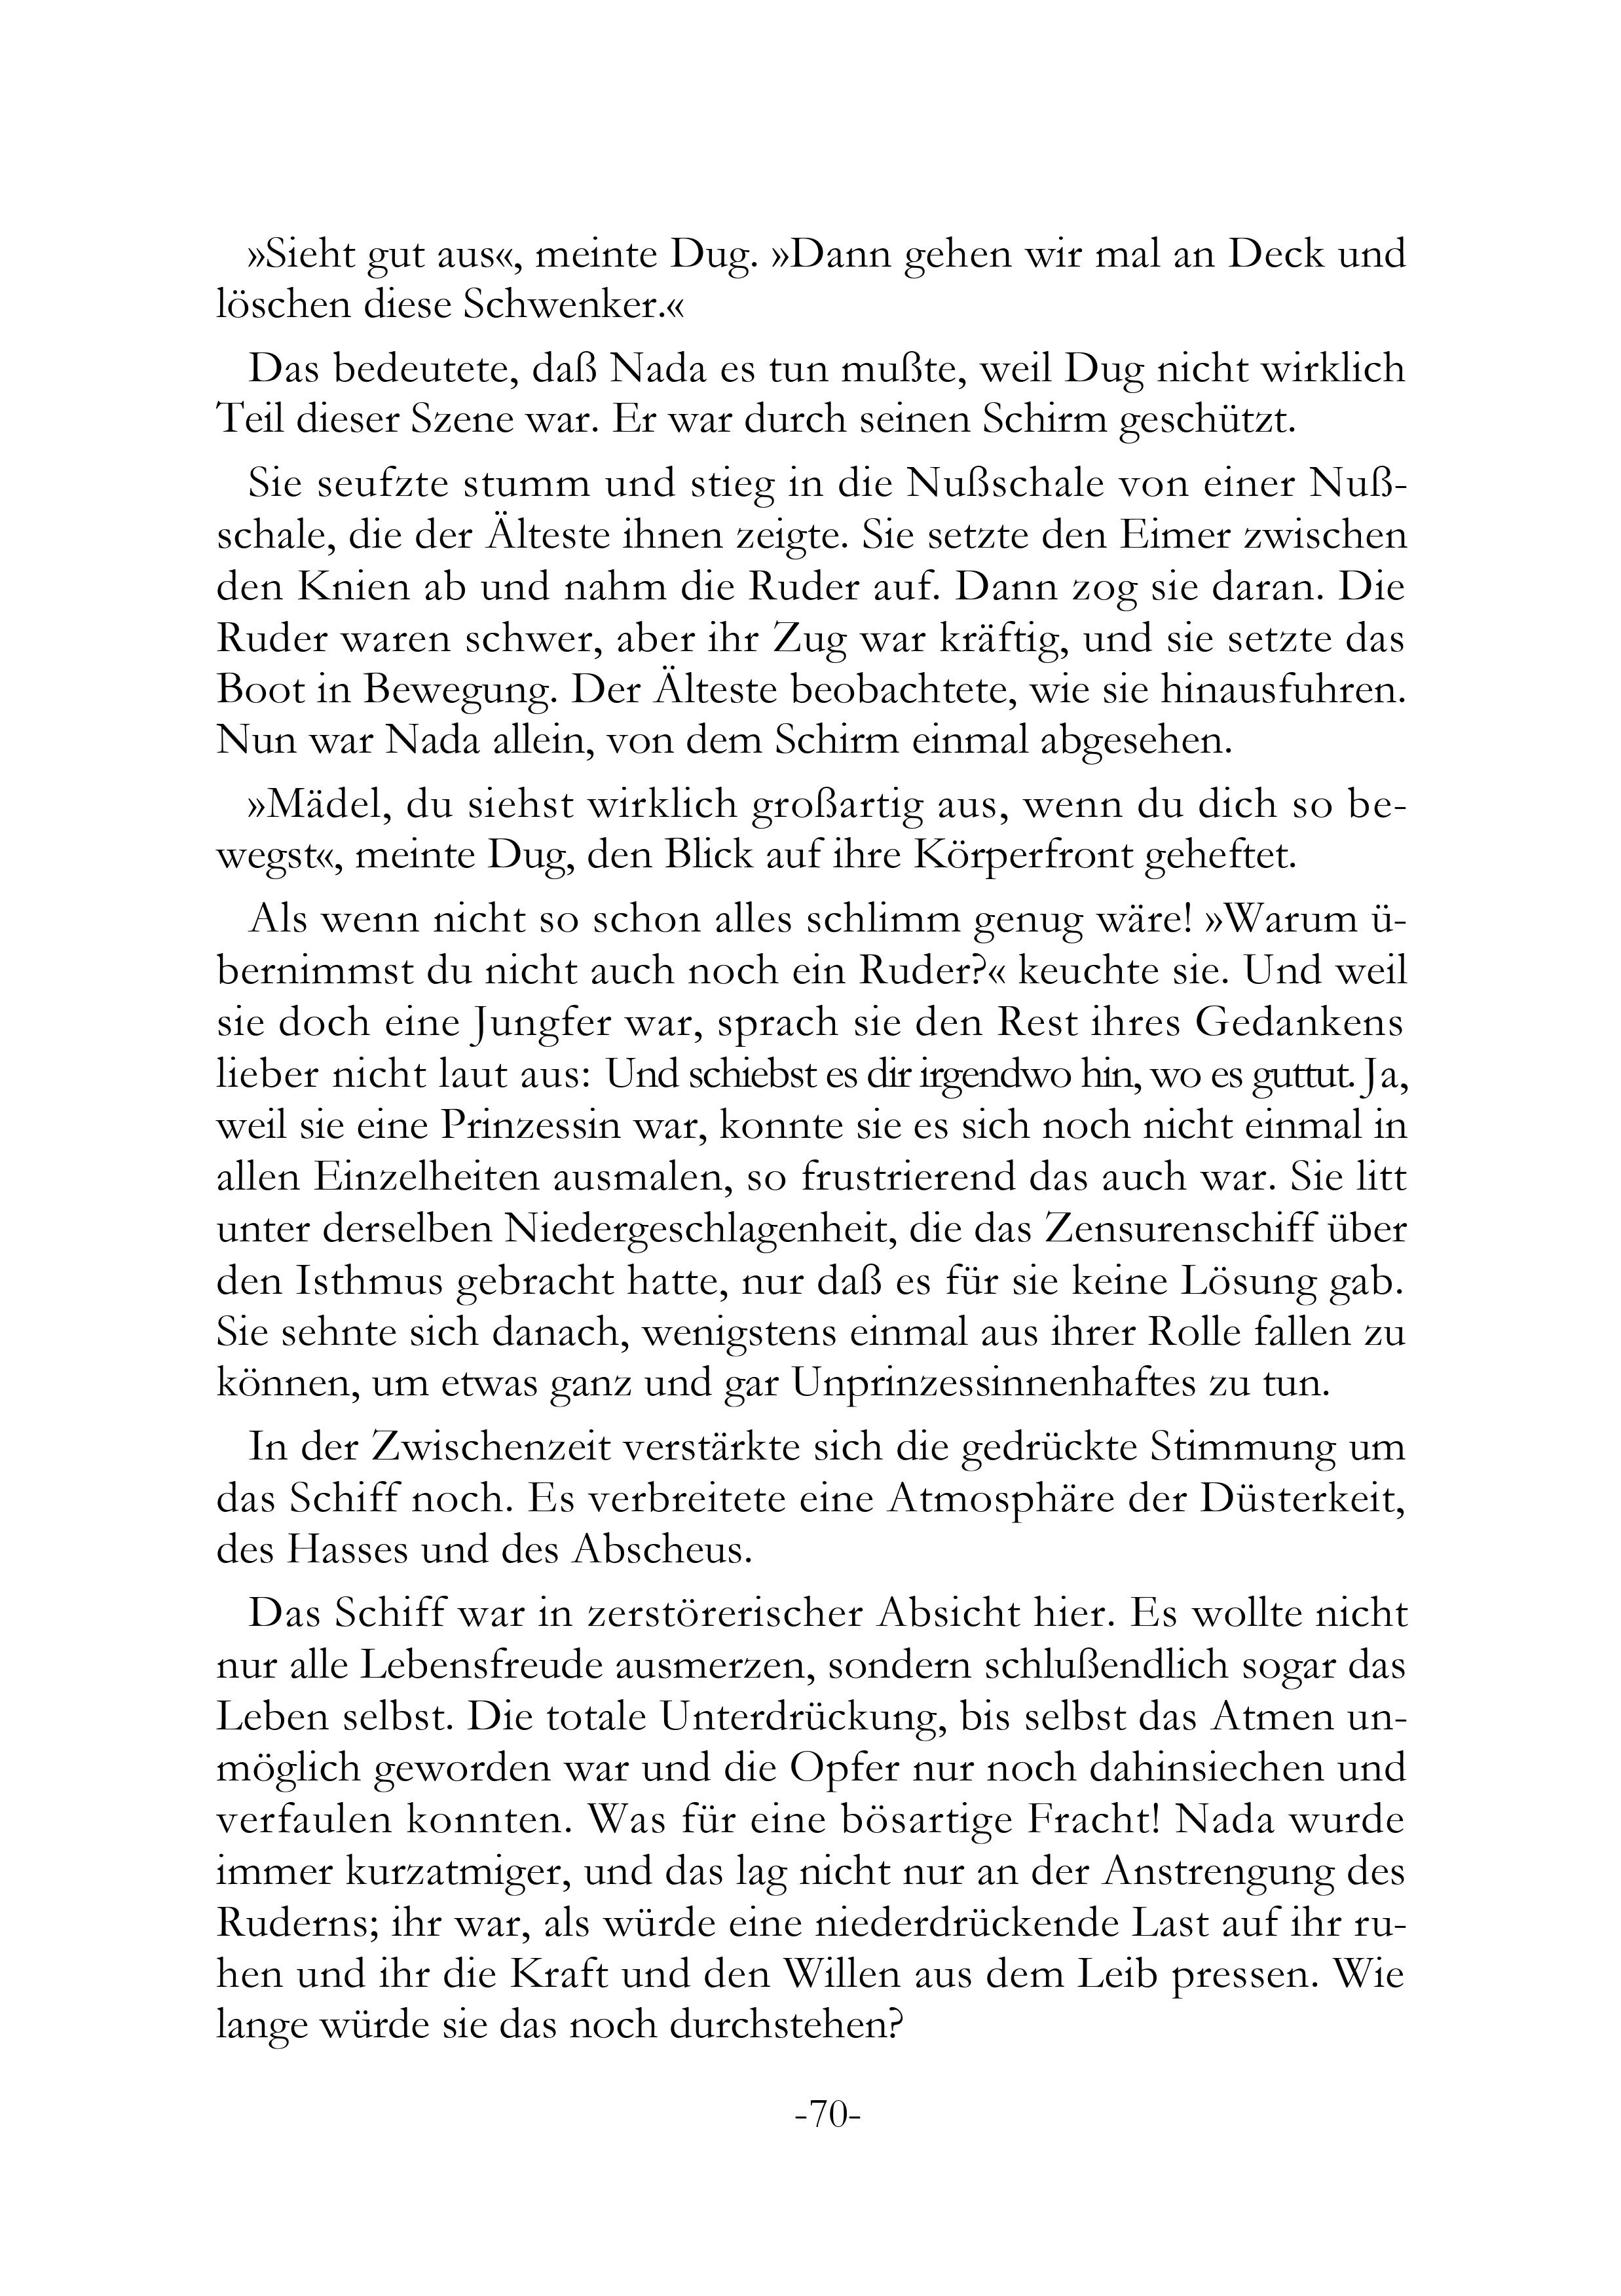 »Sieht gut aus«, meinte Dug. »Dann gehen wir mal an Deck und
löschen diese Schwenker.«
Das bedeutete, daß Nada es tun mußte, weil Dug nicht wirklich
Teil dieser Szene war. Er war durch seinen Schirm geschützt.
Sie seufzte stumm und stieg in die Nußschale von einer Nuß-
schale, die der Älteste ihnen zeigte. Sie setzte den Eimer zwischen
den Knien ab und nahm die Ruder auf. Dann zog sie daran. Die
Ruder waren schwer, aber ihr Zug war kräftig, und sie setzte das
Boot in Bewegung. Der Älteste beobachtete, wie sie hinausfuhren.
Nun war Nada allein, von dem Schirm einmal abgesehen.
»Mädel, du siehst wirklich großartig aus, wenn du dich so be-
wegst«, meinte Dug, den Blick auf ihre Körperfront geheftet.
Als wenn nicht so schon alles schlimm genug wäre! »Warum ü-
bernimmst du nicht auch noch ein Ruder?« keuchte sie. Und weil
sie doch eine Jungfer war, sprach sie den Rest ihres Gedankens
lieber nicht laut aus: Und schiebst es dir irgendwo hin, wo es guttut. Ja,
weil sie eine Prinzessin war, konnte sie es sich noch nicht einmal in
allen Einzelheiten ausmalen, so frustrierend das auch war. Sie litt
unter derselben Niedergeschlagenheit, die das Zensurenschiff über
den Isthmus gebracht hatte, nur daß es für sie keine Lösung gab.
Sie sehnte sich danach, wenigstens einmal aus ihrer Rolle fallen zu
können, um etwas ganz und gar Unprinzessinnenhaftes zu tun.
In der Zwischenzeit verstärkte sich die gedrückte Stimmung um
das Schiff noch. Es verbreitete eine Atmosphäre der Düsterkeit,
des Hasses und des Abscheus.
Das Schiff war in zerstörerischer Absicht hier. Es wollte nicht
nur alle Lebensfreude ausmerzen, sondern schlußendlich sogar das
Leben selbst. Die totale Unterdrückung, bis selbst das Atmen un-
möglich geworden war und die Opfer nur noch dahinsiechen und
verfaulen konnten. Was für eine bösartige Fracht! Nada wurde
immer kurzatmiger, und das lag nicht nur an der Anstrengung des
Ruderns; ihr war, als würde eine niederdrückende Last auf ihr ru-
hen und ihr die Kraft und den Willen aus dem Leib pressen. Wie
lange würde sie das noch durchstehen?
-70-